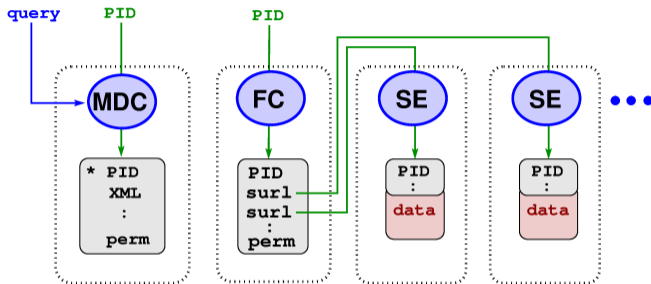 query
PID
PID
MDC
FC
SE
SE
* PID
XML
:
perm
PID
surl
surl
:
perm
PID
:
data
PID
:
data